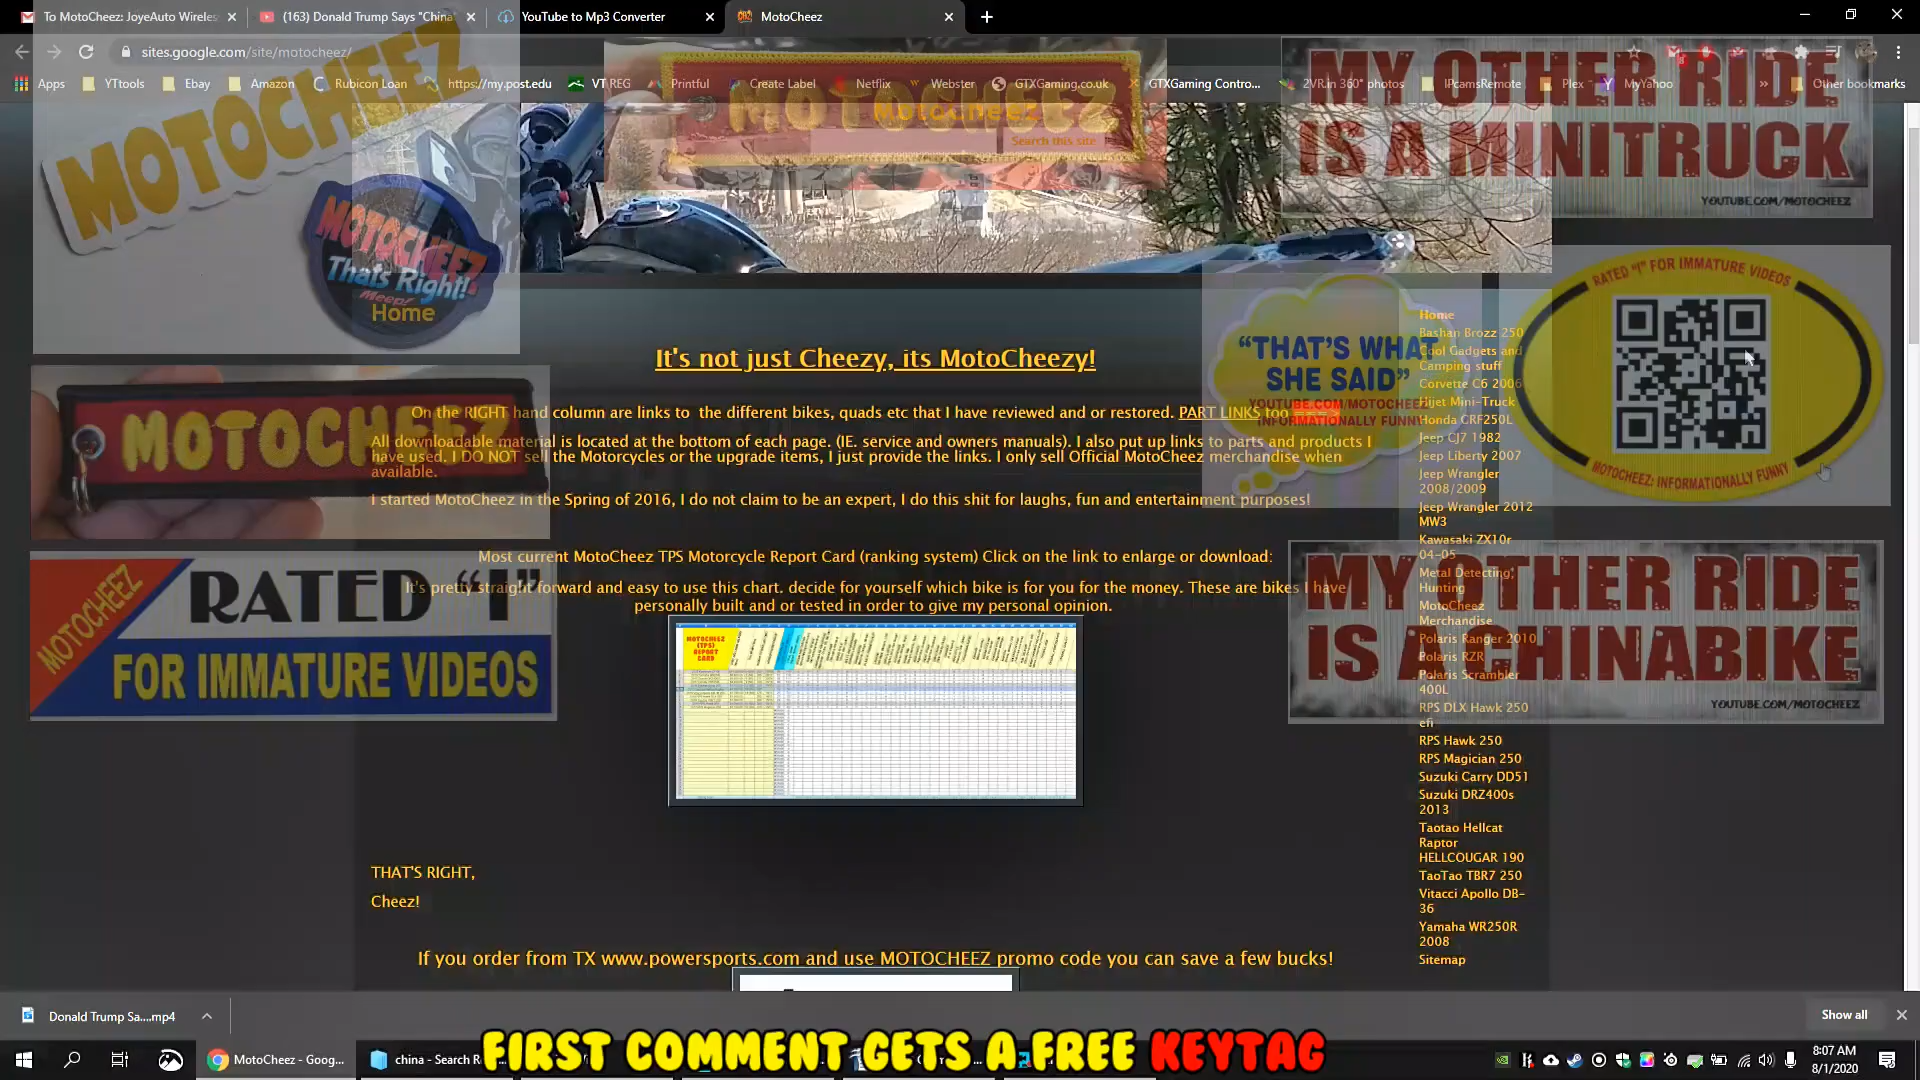 To MotoCheez: JoyeAuto Wireles
(163) Donald Trump Says "China
YouTube to Mp3 Converter
MotoCheez
sites.google.com/site/motocheez/
Apps
YTtools
Ebay
Amazon
Rubicon Loan
https://my.post.edu
VT REG
Printful
Create Label
Netflix
Webster
GTXGaming.co.uk
GTXGaming Contro...
2VR.in 360° photos
IPcamsRemote
Plex
MyYahoo
»
Other bookmarks
MOTOCHEEZ
MOTOCHEEZ
Motocheez
Search this site
MY OTHER RIDE
IS A MINITRUCK
YOUTUBE.COM/MOTOCHEEZ
MOTOCHEEZ
Thats Right!
Meep!
Home
It's not just Cheezy, its MotoCheezy!
On the RIGHT hand column are links to the different bikes, quads etc that I have reviewed and or restored. PART LINKS too ===>
All downloadable material is located at the bottom of each page. (IE. service and owners manuals). I also put up links to parts and products I
have used. I DO NOT sell the Motorcycles or the upgrade items, I just provide the links. I only sell Official MotoCheez merchandise when
available.
I started MotoCheez in the Spring of 2016, I do not claim to be an expert, I do this shit for laughs, fun and entertainment purposes!
Most current MotoCheez TPS Motorcycle Report Card (ranking system) Click on the link to enlarge or download:
It's pretty straight forward and easy to use this chart. decide for yourself which bike is for you for the money. These are bikes I have
personally built and or tested in order to give my personal opinion.
MOTOCHEEZ
(TPS)
REPORT
CARD
THAT'S RIGHT,
Cheez!
If you order from TX www.powersports.com and use MOTOCHEEZ promo code you can save a few bucks!
MOTOCHEEZ
MOTOCHEEZ
RATED "I"
FOR IMMATURE VIDEOS
"THAT'S WHAT
SHE SAID"
YOUTUBE.COM/MOTOCHEEZ
INFORMATIONALLY FUNNY
Home
Bashan Brozz 250
Cool Gadgets and
Camping stuff
Corvette C6 2006
Hijet Mini-Truck
Honda CRF250L
Jeep CJ7 1982
Jeep Liberty 2007
Jeep Wrangler
2008/2009
Jeep Wrangler 2012
MW3
Kawasaki ZX10r
04-05
Metal Detecting,
Hunting
MotoCheez
Merchandise
Polaris Ranger 2010
Polaris RZR
Polaris Scrambler
400L
RPS DLX Hawk 250
efi
RPS Hawk 250
RPS Magician 250
Suzuki Carry DD51
Suzuki DRZ400s
2013
Taotao Hellcat
Raptor
HELLCOUGAR 190
TaoTao TBR7 250
Vitacci Apollo DB-
36
Yamaha WR250R
2008
Sitemap
RATED "I" FOR IMMATURE VIDEOS
MOTOCHEEZ: INFORMATIONALLY FUNNY
MY OTHER RIDE
IS A CHINABIKE
YOUTUBE.COM/MOTOCHEEZ
Donald Trump Sa....mp4
Show all
FIRST COMMENT GETS A FREE KEYTAG
MotoCheez - Goog...
china - Search R
8:07 AM
8/1/2020